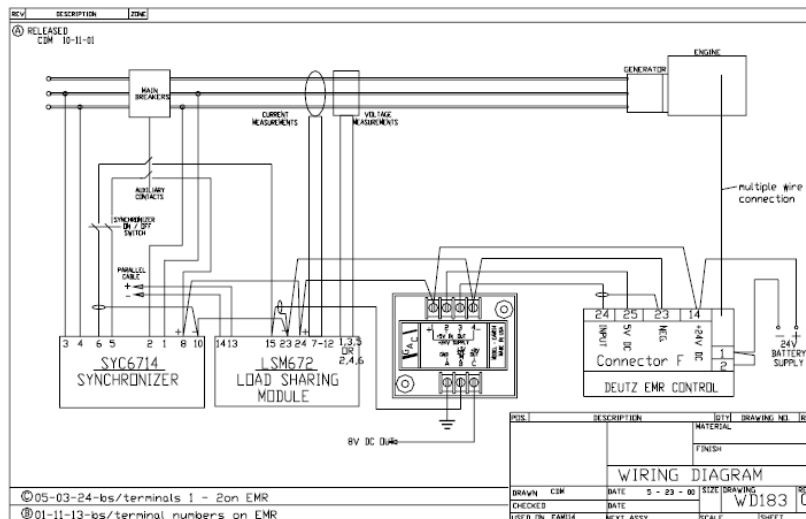 REV DESCRIPTION ZONE
A RELEASED
CDM 10-11-01
ENGINE
GENERATOR
MAIN
BREAKERS
CURRENT
MEASUREMENTS
VOLTAGE
MEASUREMENTS
AUXILIARY
CONTACTS
multiple wire
connection
SYNCHRONIZER
ON / OFF
SWITCH
PARALLEL
CABLE
+
-
3 4 6 5 2 1 8 10
+
14 13 15 23 24 7-12 1,3,5
OR
2,4,6
+
SYC6714
SYNCHRONIZER
LSM672
LOAD SHARING
MODULE
+ 2 3 4-
GAC
A B C
24 25 23 14
INPUT
5V DC
NEG
+24V DC
1
2
Connector F
DEUTZ EMR CONTROL
+ -
24V
BATTERY
SUPPLY
8V DC Out
POS. DESCRIPTION QTY DRAWING NO.
MATERIAL
FINISH
WIRING DIAGRAM
DRAWN CDM DATE 5 - 23 - 00 SIZE DRAWING
WD183
CHECKED DATE
USED ON EAM114 NEXT ASSY SCALE SHEET
C 05-03-24-bs/terminals 1 - 2on EMR
B 01-11-13-bs/terminal numbers on EMR